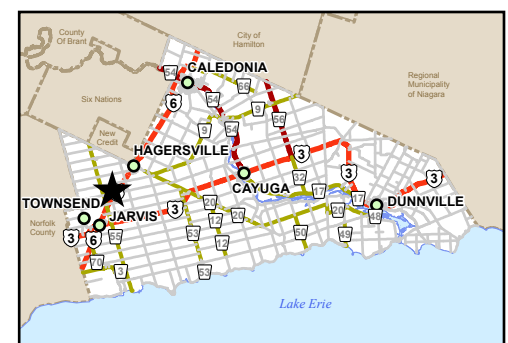 County
Of Brant
City of
Hamilton
CALEDONIA
54
6
54
66
Regional
Municipality
of Niagara
Six Nations
9
56
New
Credit
9
54
HAGERSVILLE
3
3
3
32
CAYUGA
17
17
TOWNSEND
20
3
20
20
DUNNVILLE
48
JARVIS
12
Norfolk
County
3
6
55
53
12
50
49
70
3
53
Lake Erie